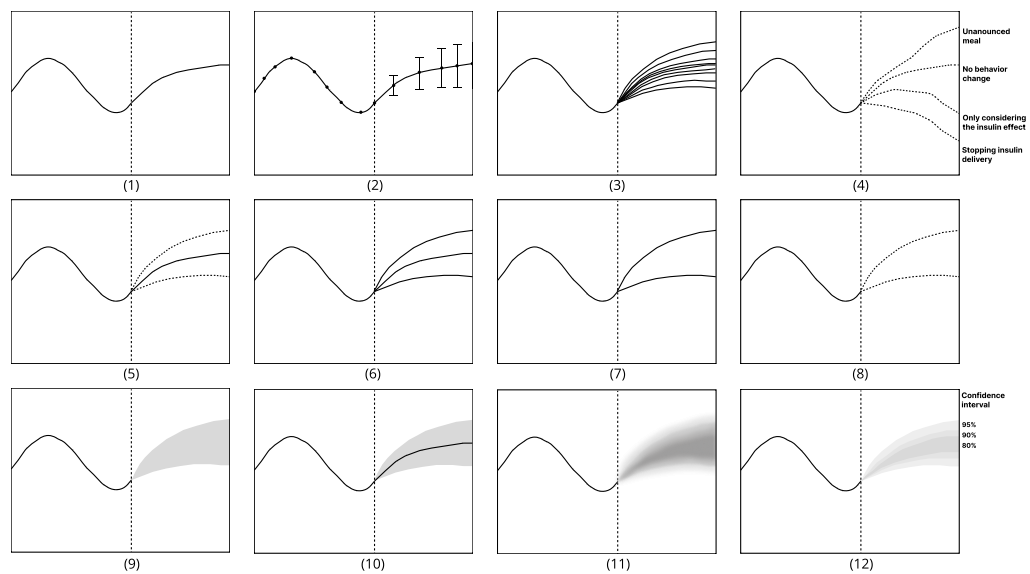 Unanounced
meal
No behavior
change
Only considering
the insulin effect
Stopping insulin
delivery
(1)
(2)
(3)
(4)
(5)
(6)
(7)
(8)
Confidence
interval
95%
90%
80%
(9)
(10)
(11)
(12)